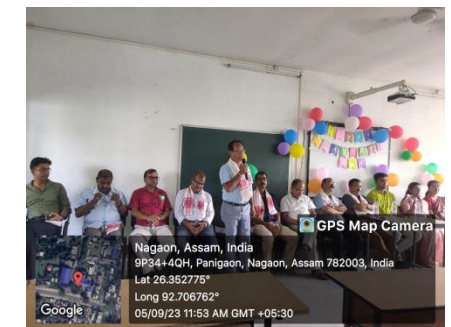 GPS Map Camera
Nagaon, Assam, India
9P34+4QH, Panigaon, Nagaon, Assam 782003, India
Lat 26.352775°
Long 92.706762°
05/09/23 11:53 AM GMT +05:30
Google